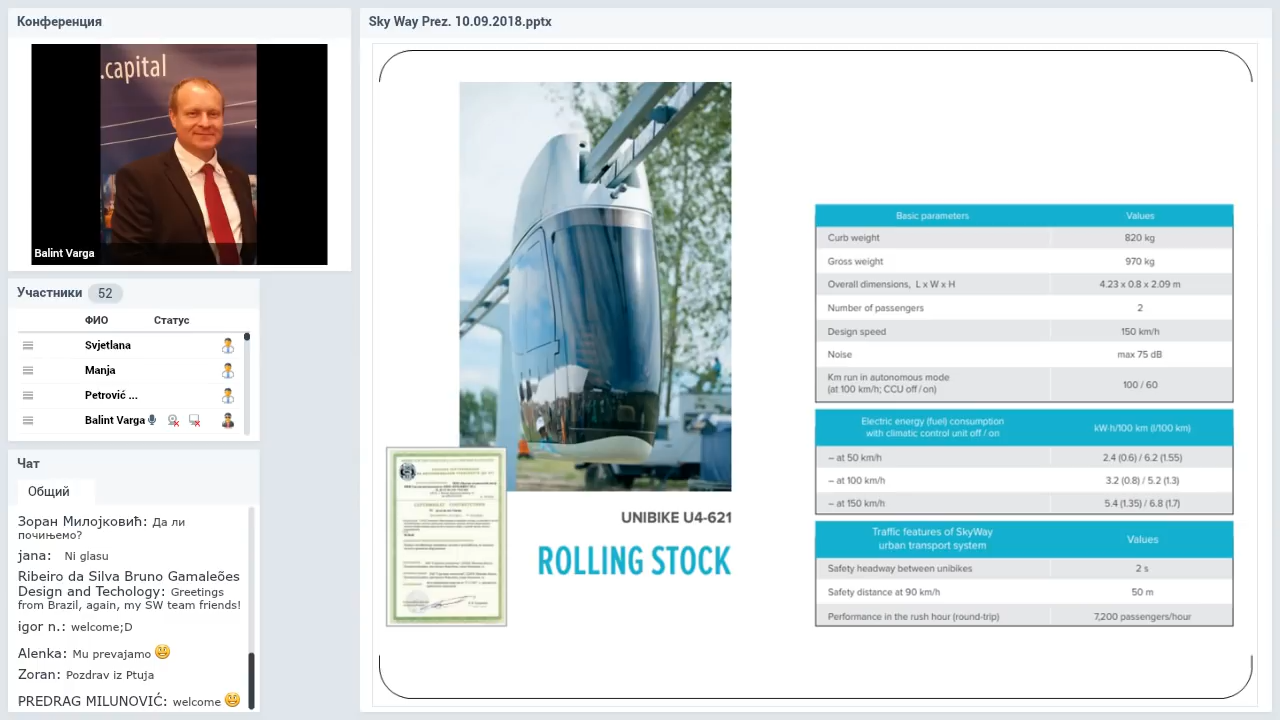 Конференция
.capital
Balint Varga
Участники 52
ФИО Статус
Svjetlana
Manja
Petrović ...
Balint Varga
Чат
Общий
Зоран Милојковић: Да ли
почињемо?
jana: Ni glasu
Ribeiro da Silva Bruno Gardeneses
Design and Techology: Greetings
from Brazil, again, my SW team friends!
igor n.: welcome;D
Alenka: Mu prevajamo
Zoran: Pozdrav iz Ptuja
PREDRAG MILUNOVIĆ: welcome
Sky Way Prez. 10.09.2018.pptx
UNIBIKE U4-621
ROLLING STOCK
Basic parameters Values
Curb weight 820 kg
Gross weight 970 kg
Overall dimensions, L x W x H 4.23 x 0.8 x 2.09 m
Number of passengers 2
Design speed 150 km/h
Noise max 75 dB
Km run in autonomous mode
(at 100 km/h; CCU off / on) 100 / 60
Electric energy (fuel) consumption
with climatic control unit off / on kW·h/100 km (l/100 km)
– at 50 km/h 2.4 (0.6) / 6.2 (1.55)
– at 100 km/h 3.2 (0.8) / 5.2 (1.3)
– at 150 km/h 5.4 (1.35) / 6.8 (1.7)
Traffic features of SkyWay
urban transport system Values
Safety headway between unibikes 2 s
Safety distance at 90 km/h 50 m
Performance in the rush hour (round-trip) 7,200 passengers/hour